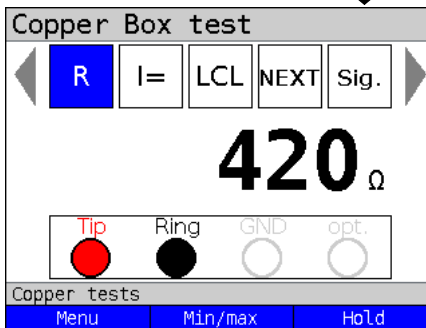 Copper Box test
R I= LCL NEXT Sig.
420 Ω
Tip Ring GND opt.
Copper tests
Menu Min/max Hold